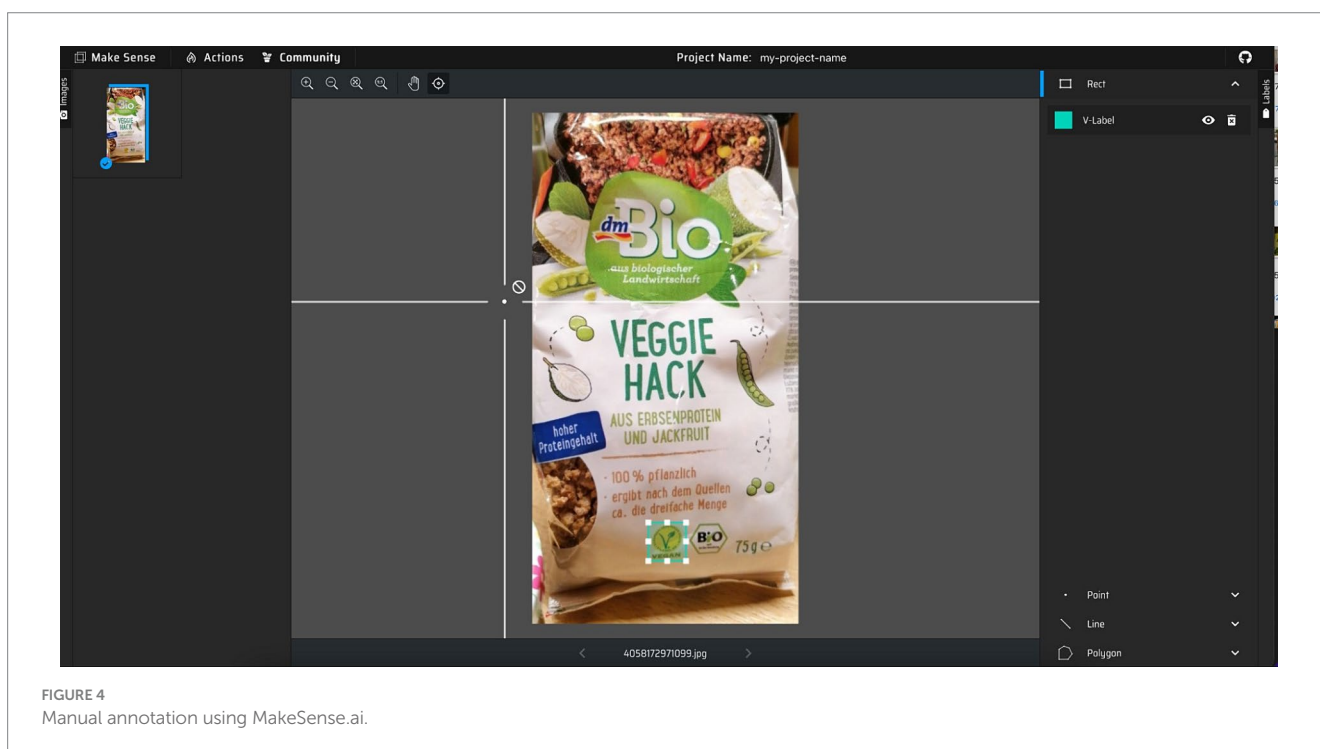 Make Sense Actions Community Project Name: my-project-name
Images
dm
Bio
aus biologischer
Landwirtschaft
VEGGIE
HACK
AUS ERBSENPROTEIN
UND JACKFRUIT
hoher
Proteingehalt
· 100 % pflanzlich
· ergibt nach dem Quellen
ca. die dreifache Menge
VEGAN
BIO
75 g e
4058172971099.jpg
Rect
V-Label
Point
Line
Polygon
Labels
FIGURE 4
Manual annotation using MakeSense.ai.